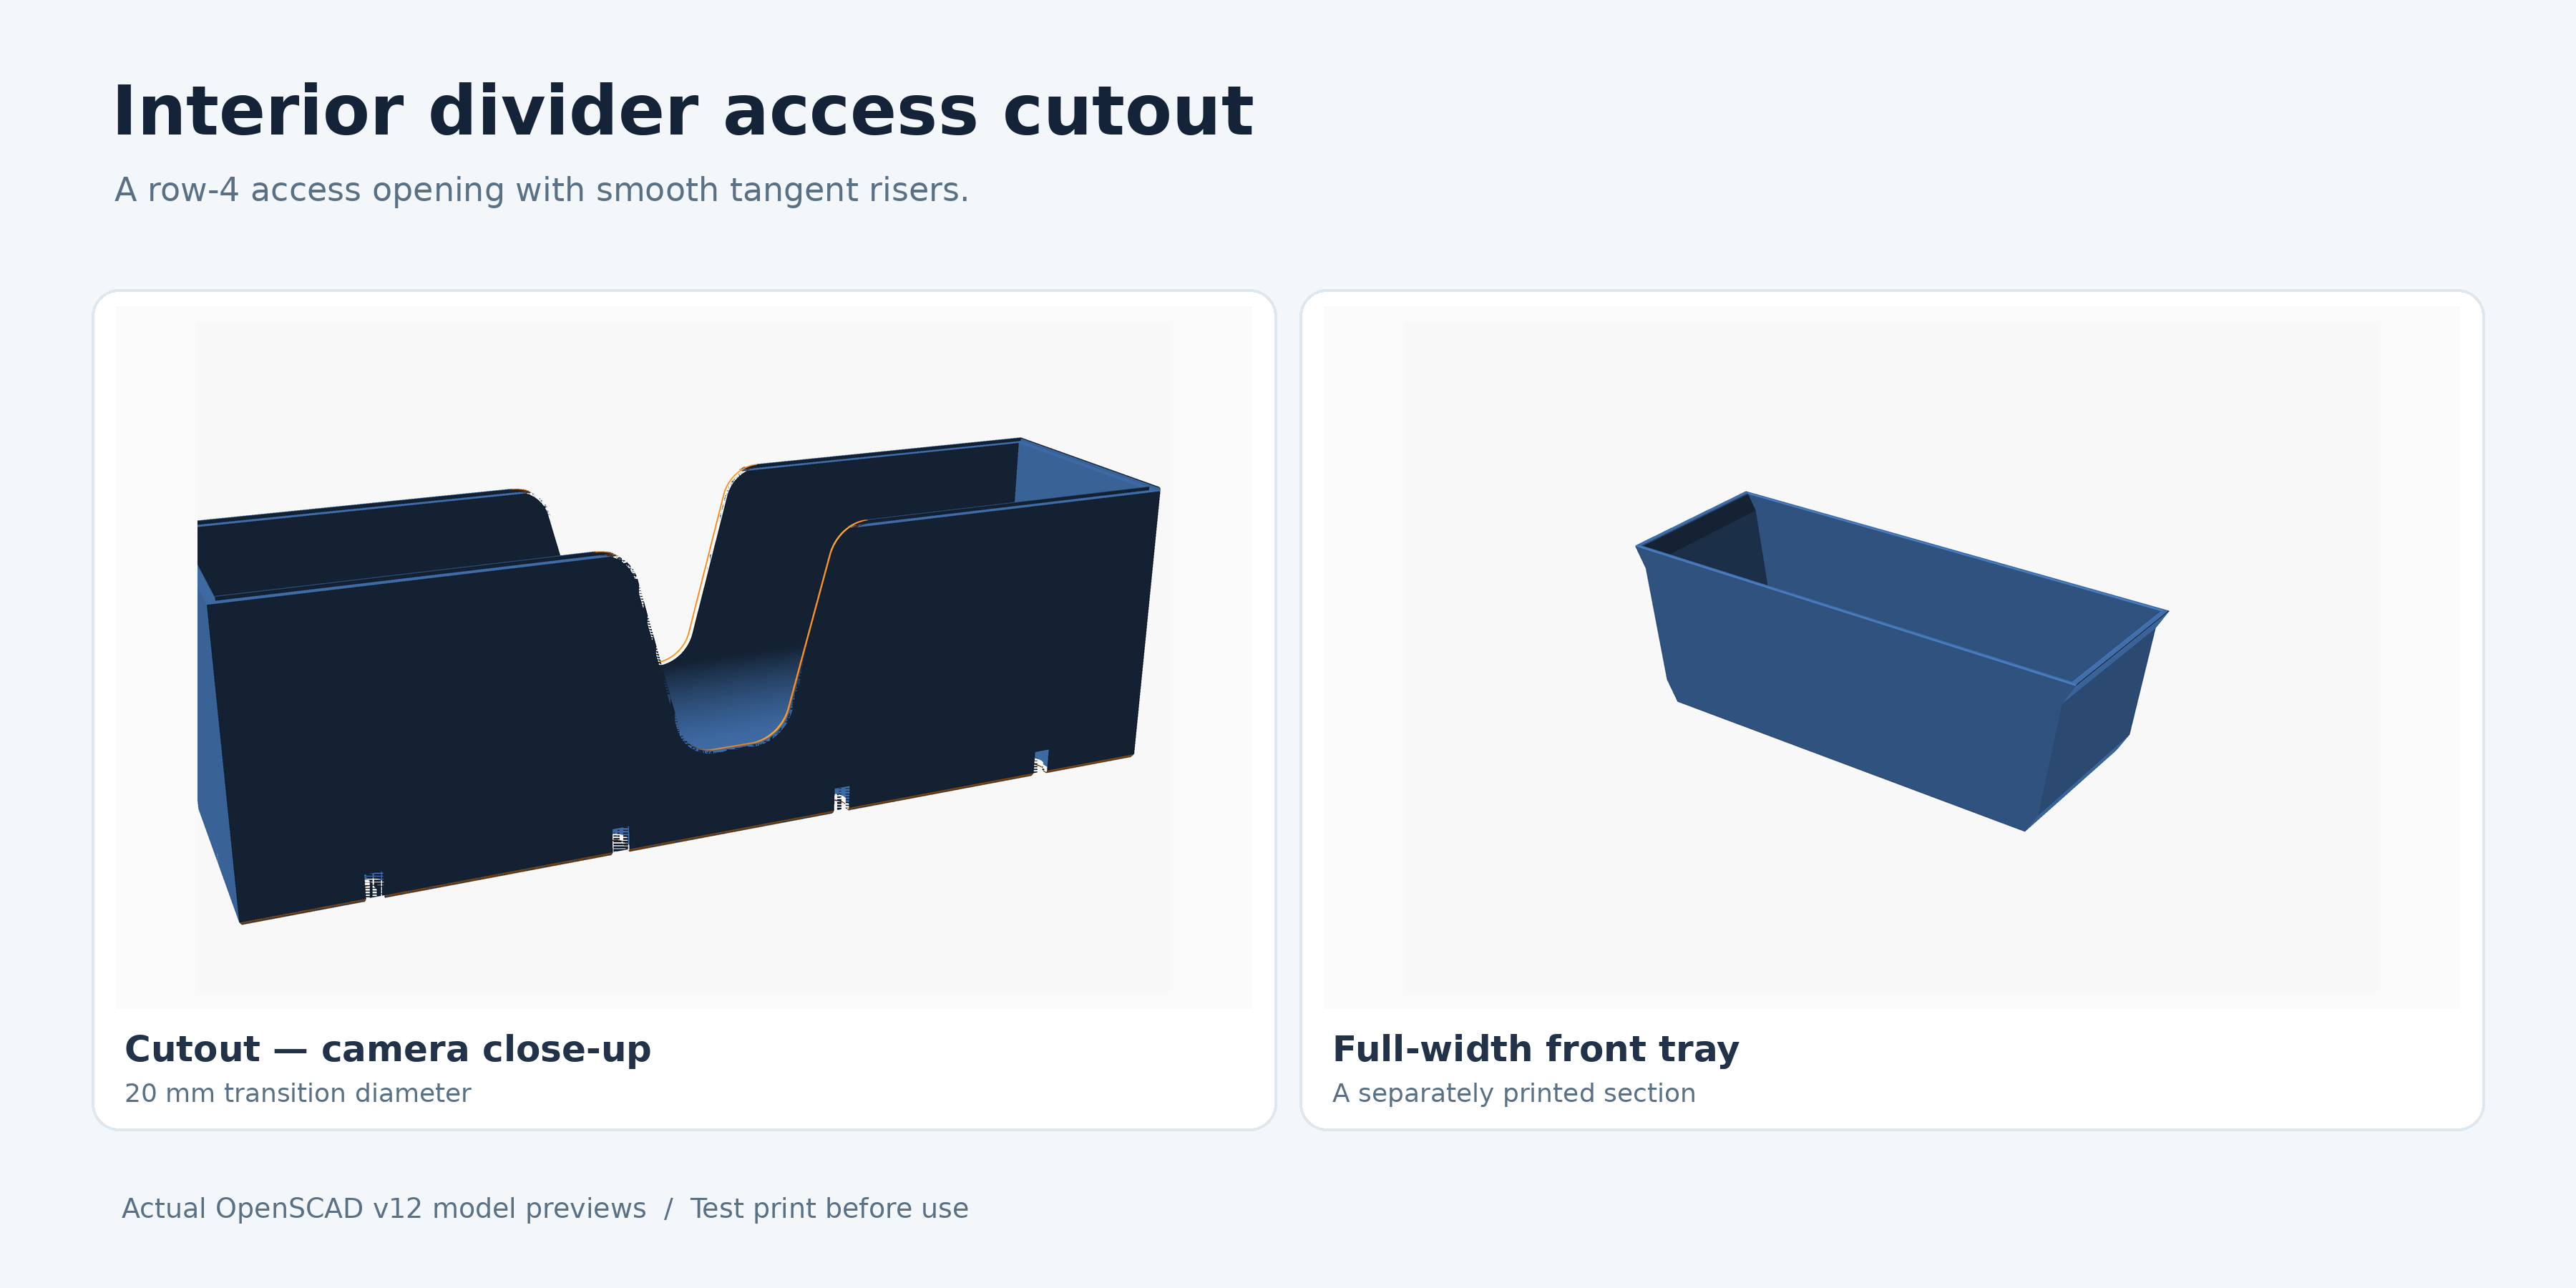 Interior divider access cutout
A row-4 access opening with smooth tangent risers.
Cutout — camera close-up
20 mm transition diameter
Full-width front tray
A separately printed section
Actual OpenSCAD v12 model previews / Test print before use